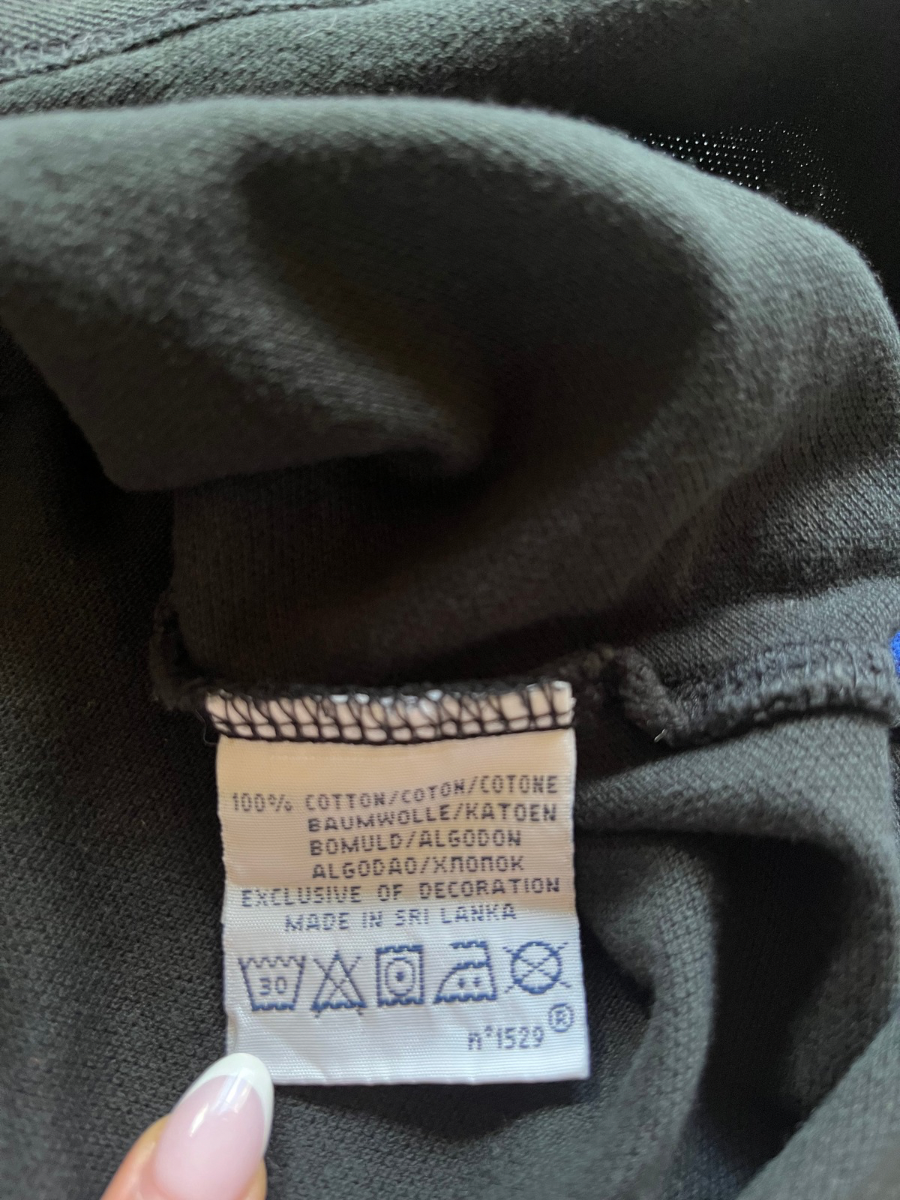 100% COTTON/COTON/COTONE
BAUMWOLLE/KATOEN
BOMULD/ALGODON
ALGODAO/ХЛОПОК
EXCLUSIVE OF DECORATION
MADE IN SRI LANKA
30
n°1529®